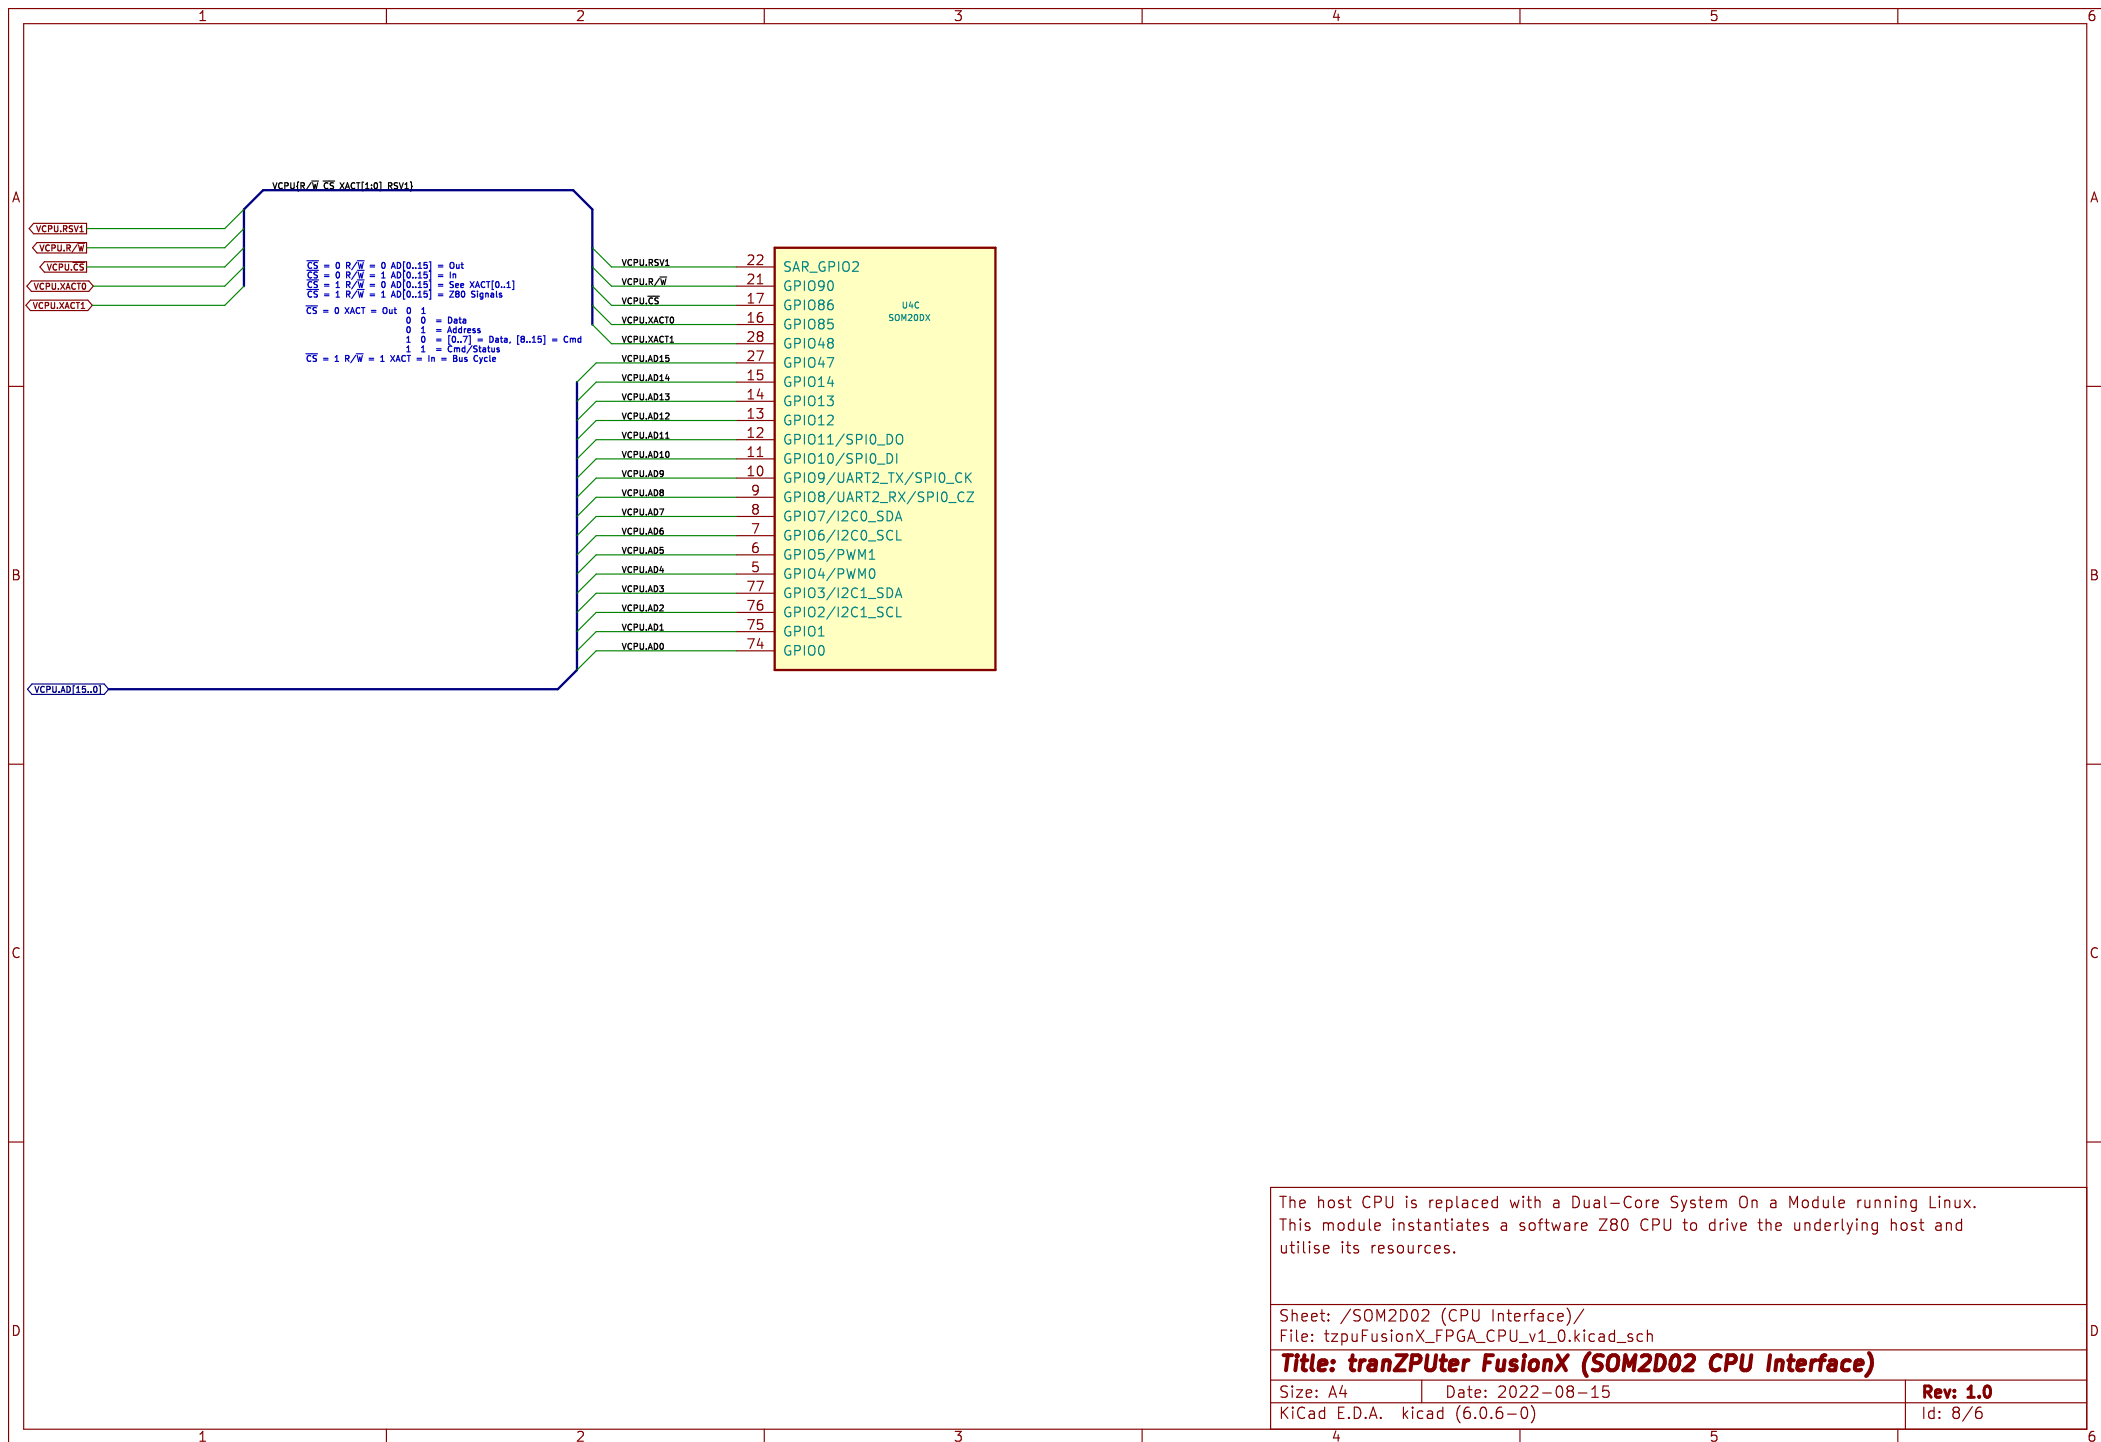 1 2 3 4 5 6
A A
VCPU{R/W CS XACT[1:0] RSV1}
VCPU.RSV1
VCPU.R/W
VCPU.CS
VCPU.XACT0
VCPU.XACT1
CS = 0 R/W = 0 AD[0..15] = Out
CS = 0 R/W = 1 AD[0..15] = In
CS = 1 R/W = 0 AD[0..15] = See XACT[0..1]
CS = 1 R/W = 1 AD[0..15] = Z80 Signals
CS = 0 XACT = Out 0 1
0 0 = Data
0 1 = Address
1 0 = [0..7] = Data, [8..15] = Cmd
1 1 = Cmd/Status
CS = 1 R/W = 1 XACT = In = Bus Cycle
VCPU.RSV1 22 SAR_GPIO2
VCPU.R/W 21 GPIO90
VCPU.CS 17 GPIO86
VCPU.XACT0 16 GPIO85
VCPU.XACT1 28 GPIO48
VCPU.AD15 27 GPIO47
VCPU.AD14 15 GPIO14
VCPU.AD13 14 GPIO13
VCPU.AD12 13 GPIO12
VCPU.AD11 12 GPIO11/SPI0_DO
VCPU.AD10 11 GPIO10/SPI0_DI
VCPU.AD9 10 GPIO9/UART2_TX/SPI0_CK
VCPU.AD8 9 GPIO8/UART2_RX/SPI0_CZ
VCPU.AD7 8 GPIO7/I2C0_SDA
VCPU.AD6 7 GPIO6/I2C0_SCL
VCPU.AD5 6 GPIO5/PWM1
VCPU.AD4 5 GPIO4/PWM0
VCPU.AD3 77 GPIO3/I2C1_SDA
VCPU.AD2 76 GPIO2/I2C1_SCL
VCPU.AD1 75 GPIO1
VCPU.AD0 74 GPIO0
U4C
SOM20DX
B B
VCPU.AD[15..0]
C C
The host CPU is replaced with a Dual-Core System On a Module running Linux.
This module instantiates a software Z80 CPU to drive the underlying host and
utilise its resources.
Sheet: /SOM2D02 (CPU Interface)/
File: tzpuFusionX_FPGA_CPU_v1_0.kicad_sch
D D
Title: tranZPUter FusionX (SOM2D02 CPU Interface)
Size: A4 Date: 2022-08-15 Rev: 1.0
KiCad E.D.A. kicad (6.0.6-0) Id: 8/6
1 2 3 4 5 6